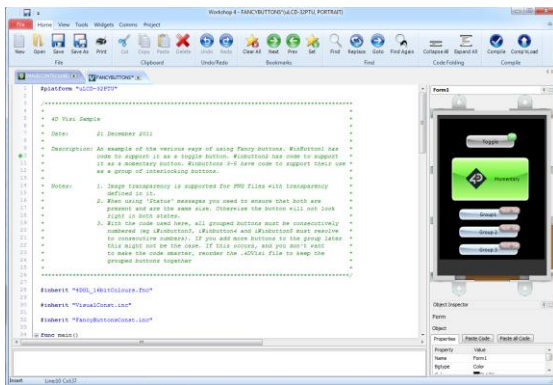 Workshop 4 - FANCYBUTTONS*(uLCD-32PTU, PORTRAIT)
File Home View Tools Widgets Comms Project
New Open Save Save As Print Cut Copy Paste Delete Undo Redo Clear All Next Prev Set Find Replace Goto Find Again Collapse All Expand All Compile Comp'nLoad
File Clipboard Undo/Redo Bookmarks Find Code Folding Compile
FANCYBUTTONS*
#platform "uLCD-32PTU"
4D Visi Sample
Date: 21 December 2011
Description: An example of the various ways of using Fancy buttons. WinButton1 has
code to support it as a toggle button. Winbutton2 has code to support
it as a momentary button. Winbuttons 3-5 have code to support their use
as a group of interlocking buttons.
Notes: 1. Image transparency is supported for PNG files with transparency
defined in it.
2. When using 'Status' messages you need to ensure that both are
present and are the same size. Otherwise the button will not look
right in both states.
3. With the code used here, all grouped buttons must be consecutively
numbered (eg iWinbutton3, iWinbutton4 and iWinbutton5 must resolve
to consecutive numbers). If you add more buttons to the group later
this might not be the case. If this occurs, and you don't want
to make the code smarter, reorder the .4DVisi file to keep the
grouped buttons together
#inherit "4DGL_16bitColours.fnc"
#inherit "VisualConst.inc"
#inherit "FancyButtonsConst.inc"
func main()
Form1
Toggle
4D Momentary
Group1
Group 2
Group 3
Object Inspector
Form
Object
Properties Paste Code Paste all Code
Property Value
Name Form1
Bgtype Color
Insert Line:10 Col:37